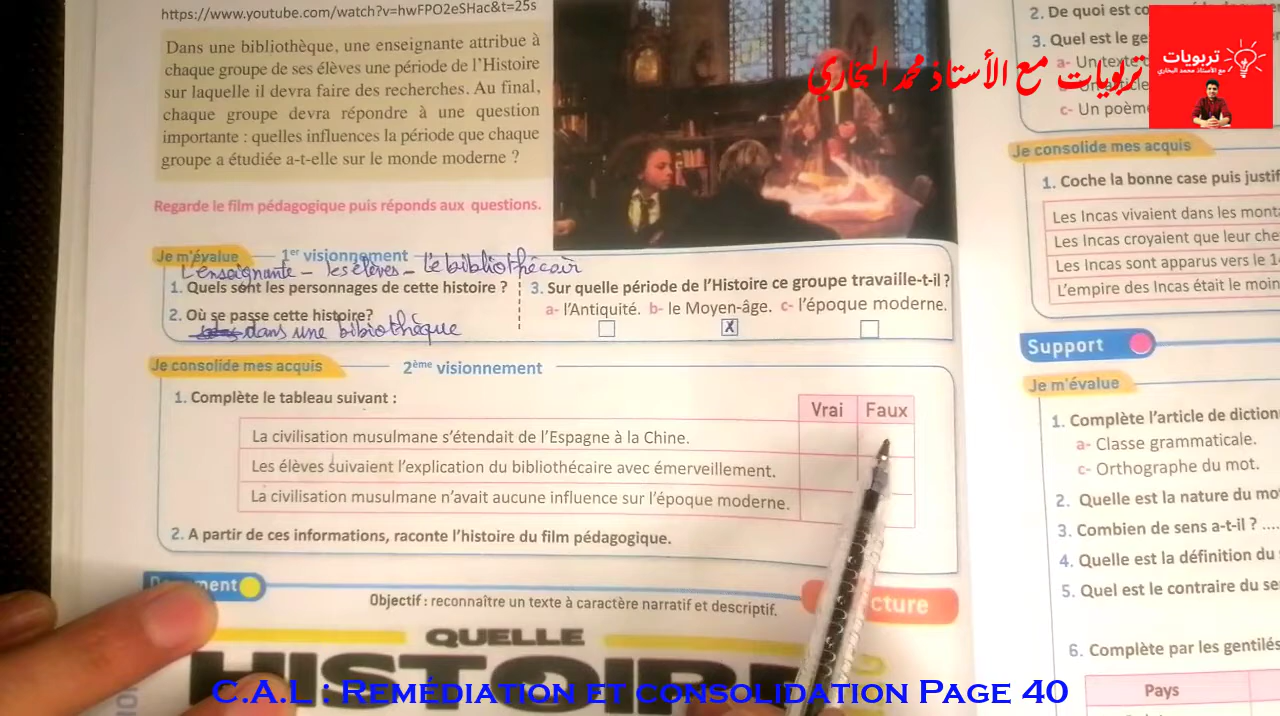 https://www.youtube.com/watch?v=hwFPO2eSHac&t=25s
Dans une bibliothèque, une enseignante attribue à
chaque groupe de ses élèves une période de l'Histoire
sur laquelle il devra faire des recherches. Au final,
chaque groupe devra répondre à une question
importante : quelles influences la période que chaque
groupe a étudiée a-t-elle sur le monde moderne ?
Regarde le film pédagogique puis réponds aux questions.
Je m'évalue 1er visionnement
L'enseignante - les élèves - Le bibliothécair
1. Quels sont les personnages de cette histoire ?
2. Où se passe cette histoire?
dans une bibiothèque
3. Sur quelle période de l'Histoire ce groupe travaille-t-il ?
a- l'Antiquité. b- le Moyen-âge. c- l'époque moderne.
X
Je consolide mes acquis 2ème visionnement
1. Complète le tableau suivant :
Vrai Faux
La civilisation musulmane s'étendait de l'Espagne à la Chine.
Les élèves suivaient l'explication du bibliothécaire avec émerveillement.
La civilisation musulmane n'avait aucune influence sur l'époque moderne.
2. A partir de ces informations, raconte l'histoire du film pédagogique.
Objectif : reconnaître un texte à caractère narratif et descriptif.
QUELLE
C.A.L : Remédiation et consolidation Page 40
تربويات مع الأستاذ محمد البخاري
تربويات
مع الأستاذ محمد البخاري
2. De quoi est
3. Quel est le
a- Un texte
c- Un poème
Je consolide mes acquis
1. Coche la bonne case puis
Les Incas vivaient dans les
Les Incas croyaient que leur
Les Incas sont apparus vers le
L'empire des Incas était le
Support
Je m'évalue
1. Complète l'article de
a- Classe grammaticale.
c- Orthographe du mot.
2. Quelle est la nature du
3. Combien de sens a-t-il ? ....
4. Quelle est la définition du
5. Quel est le contraire du
6. Complète par les gentilés
Pays